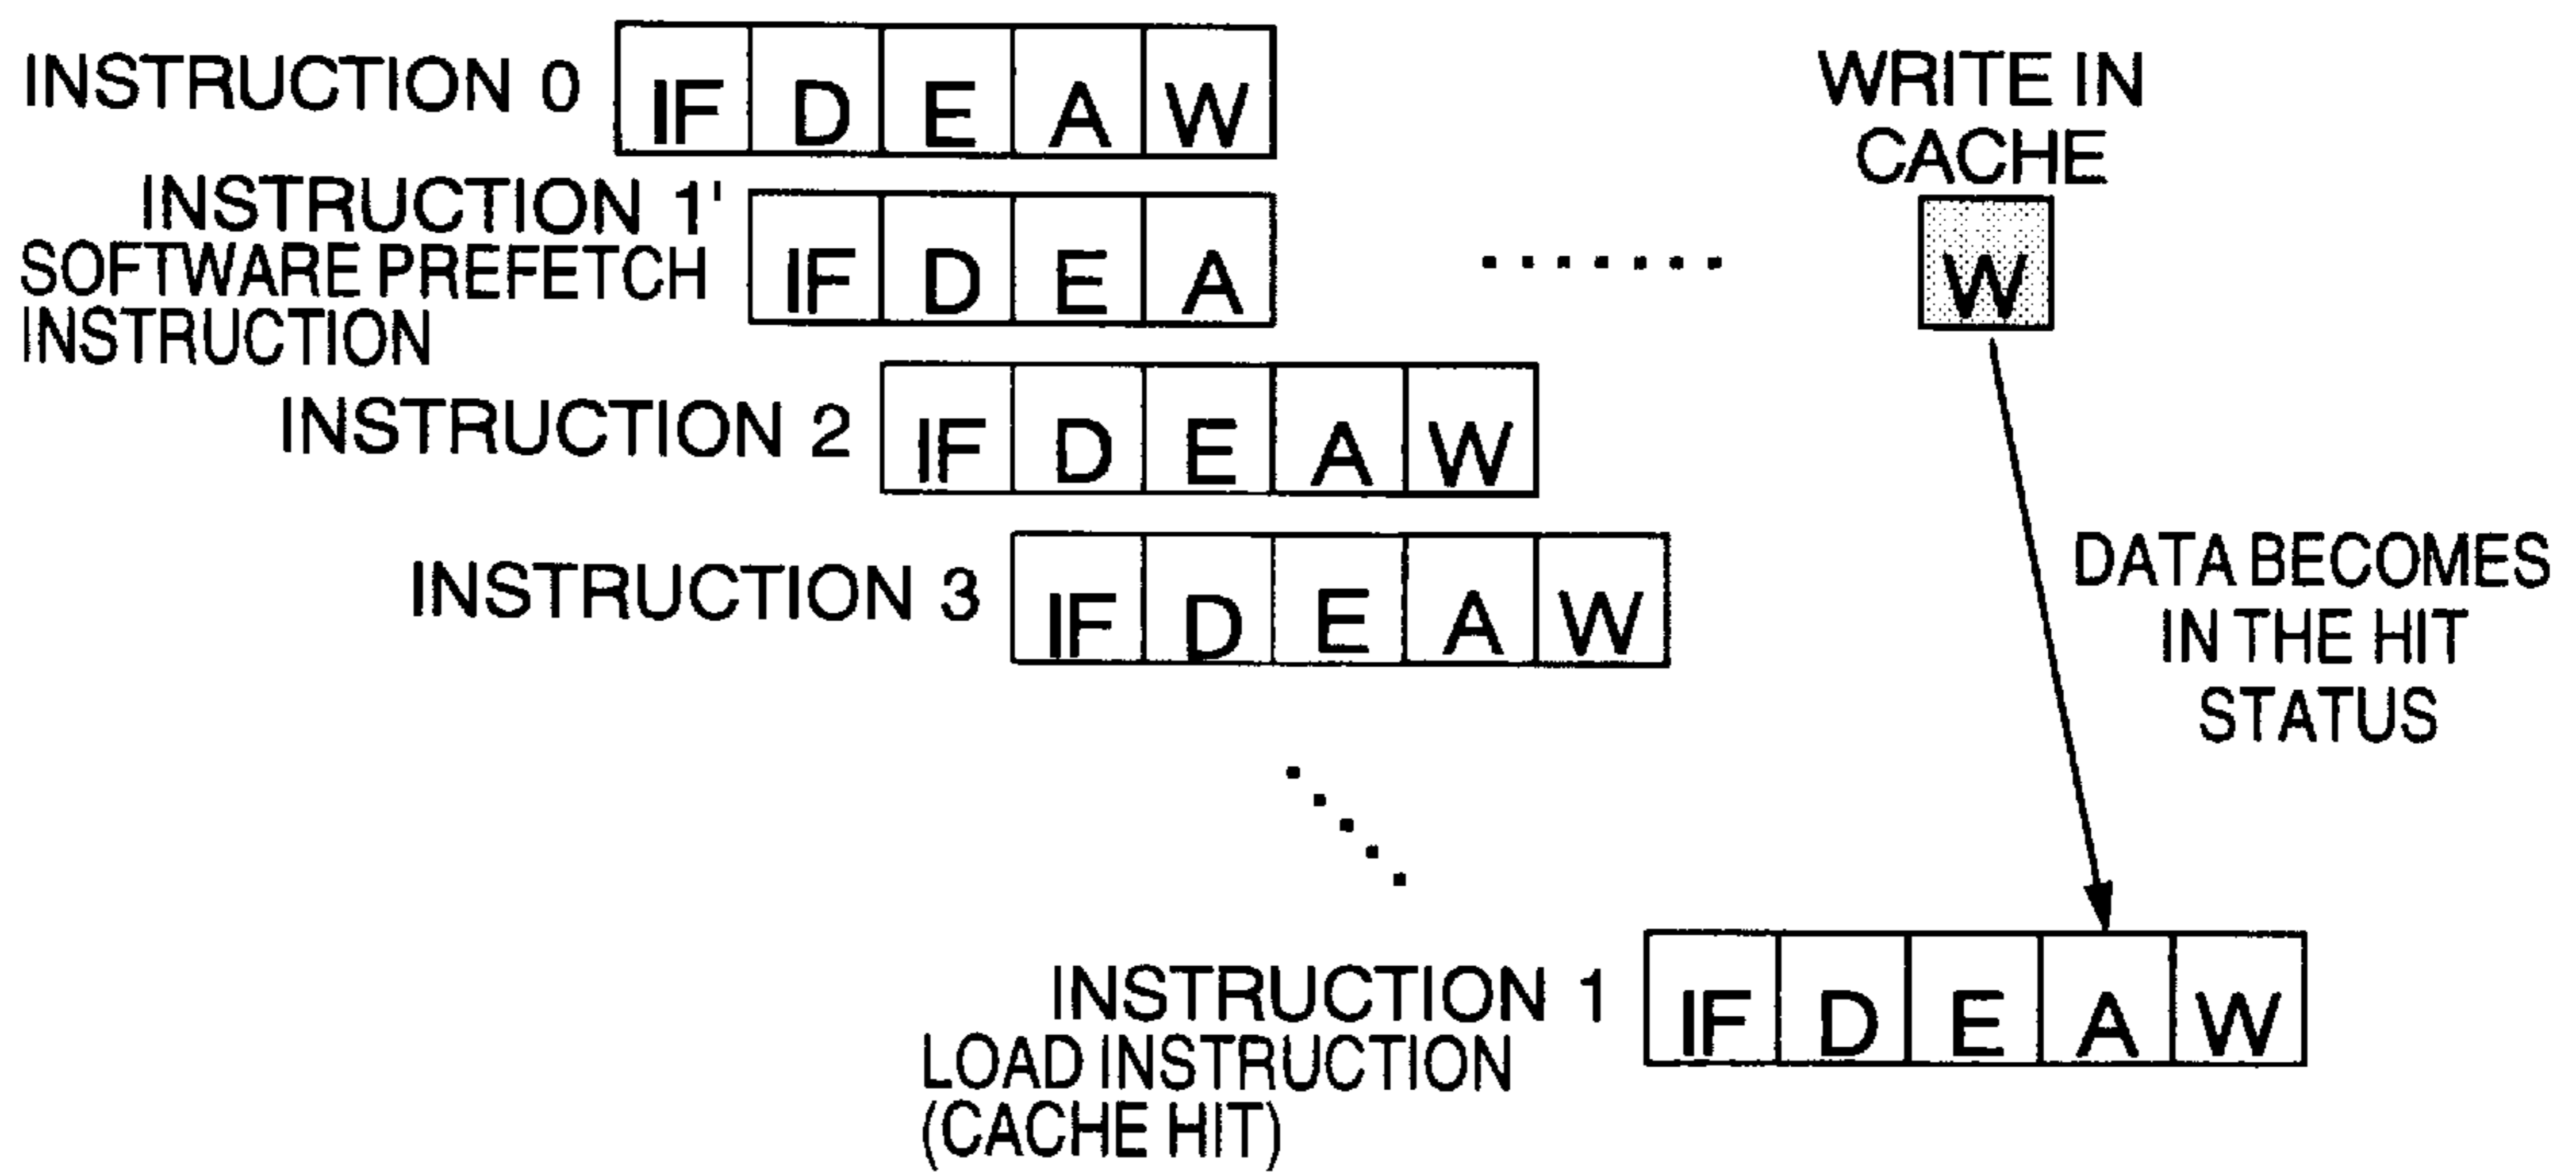 INSTRUCTION 0 IF D E A W
WRITE IN
CACHE
INSTRUCTION 1'
SOFTWARE PREFETCH
INSTRUCTION
IF D E A ....... W
INSTRUCTION 2 IF D E A W
INSTRUCTION 3 IF D E A W
DATA BECOMES
IN THE HIT
STATUS
INSTRUCTION 1 IF D E A W
LOAD INSTRUCTION
(CACHE HIT)